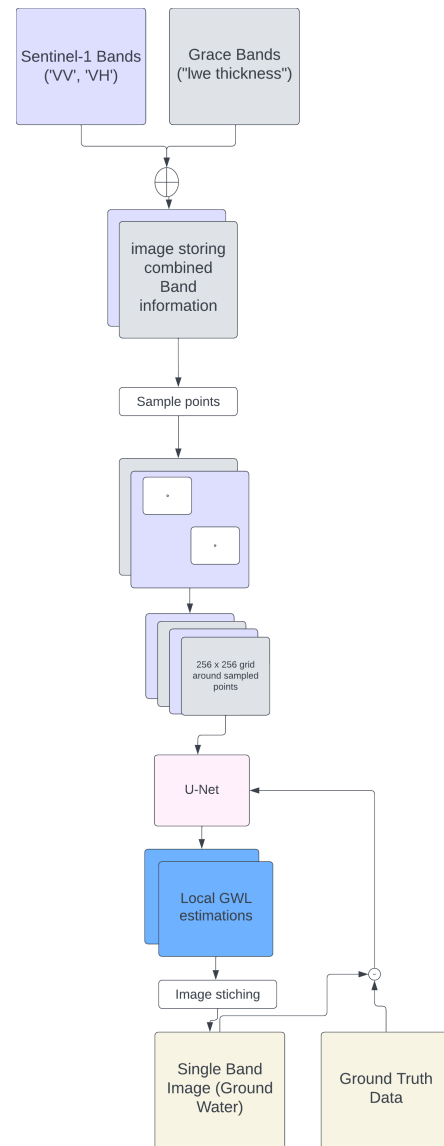 Sentinel-1 Bands
('VV', 'VH')
Grace Bands
("lwe thickness")
image storing
combined
Band
information
Sample points
256 x 256 grid
around sampled
points
U-Net
Local GWL
estimations
Image stiching
Single Band
Image (Ground
Water)
-
Ground Truth
Data